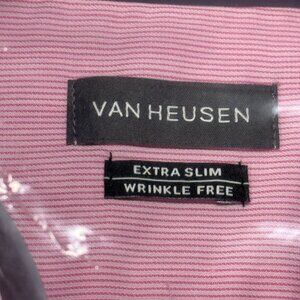 VAN HEUSEN
EXTRA SLIM
WRINKLE FREE